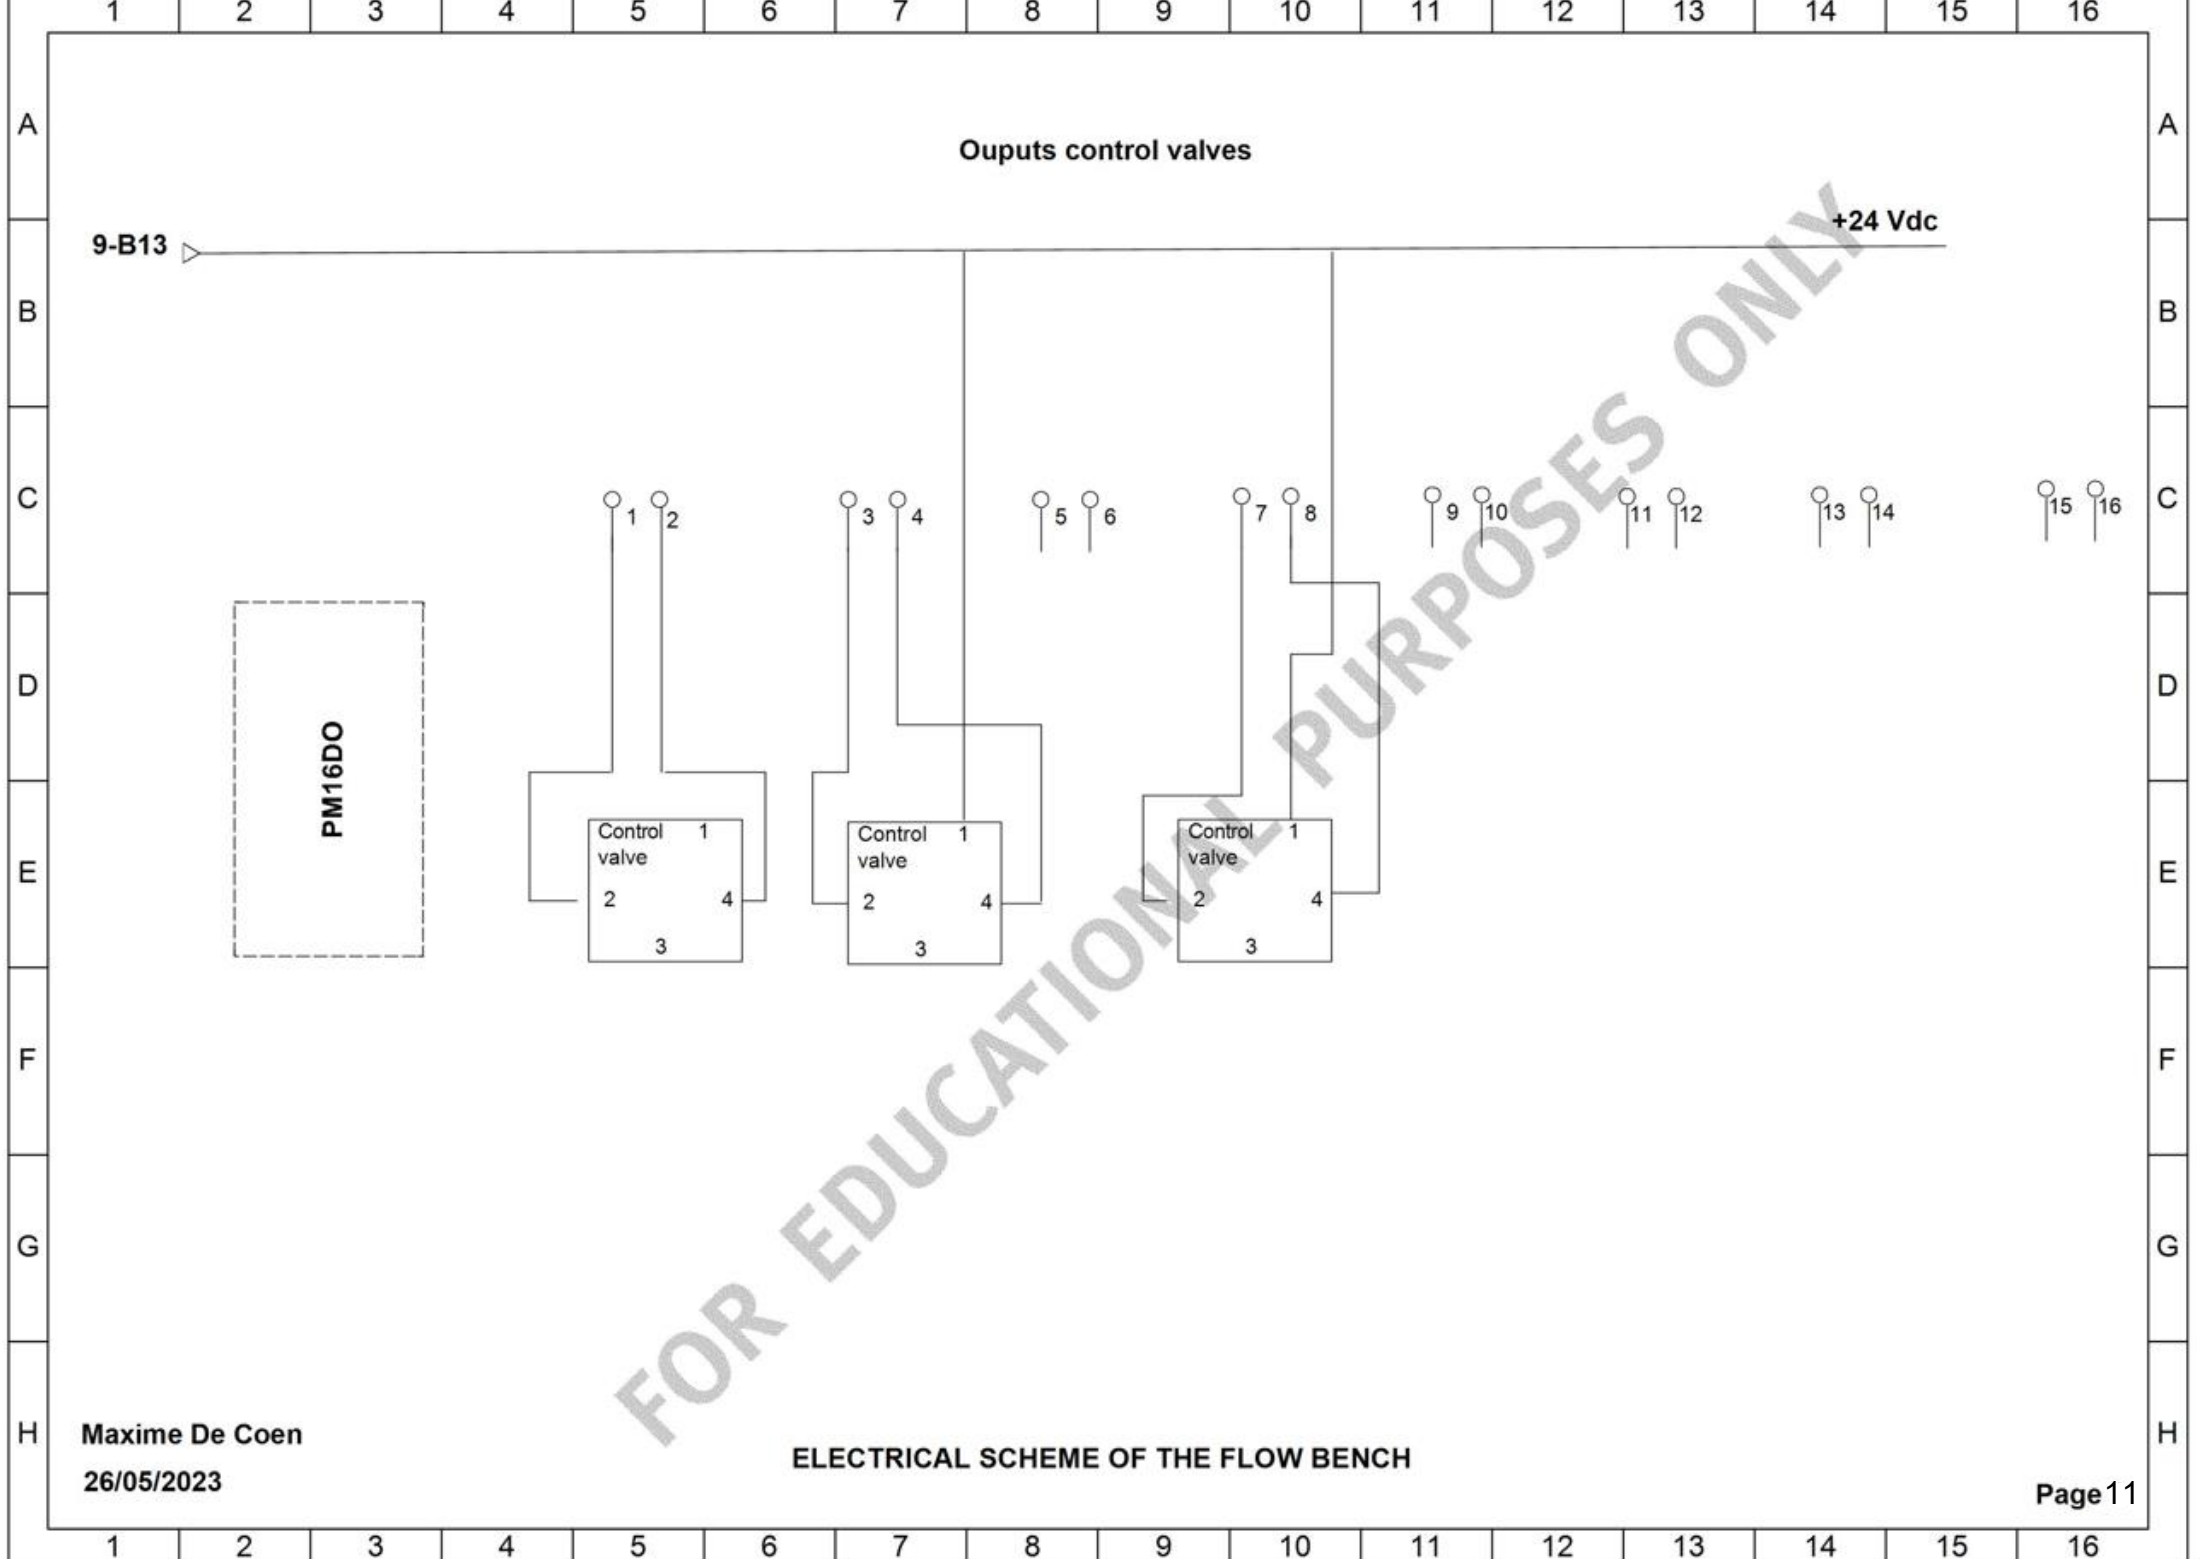 1 2 3 4 5 6 7 8 9 10 11 12 13 14 15 16
A A
Ouputs control valves
+24 Vdc
9-B13
B B
C C
1 2 3 4 5 6 7 8 9 10 11 12 13 14 15 16
D D
PM16DO
E E
Control 1
valve
2 4
3
Control 1
valve
2 4
3
Control 1
valve
2 4
3
F F
G G
H H
FOR EDUCATIONAL PURPOSES ONLY
Maxime De Coen
26/05/2023
ELECTRICAL SCHEME OF THE FLOW BENCH
Page11
1 2 3 4 5 6 7 8 9 10 11 12 13 14 15 16